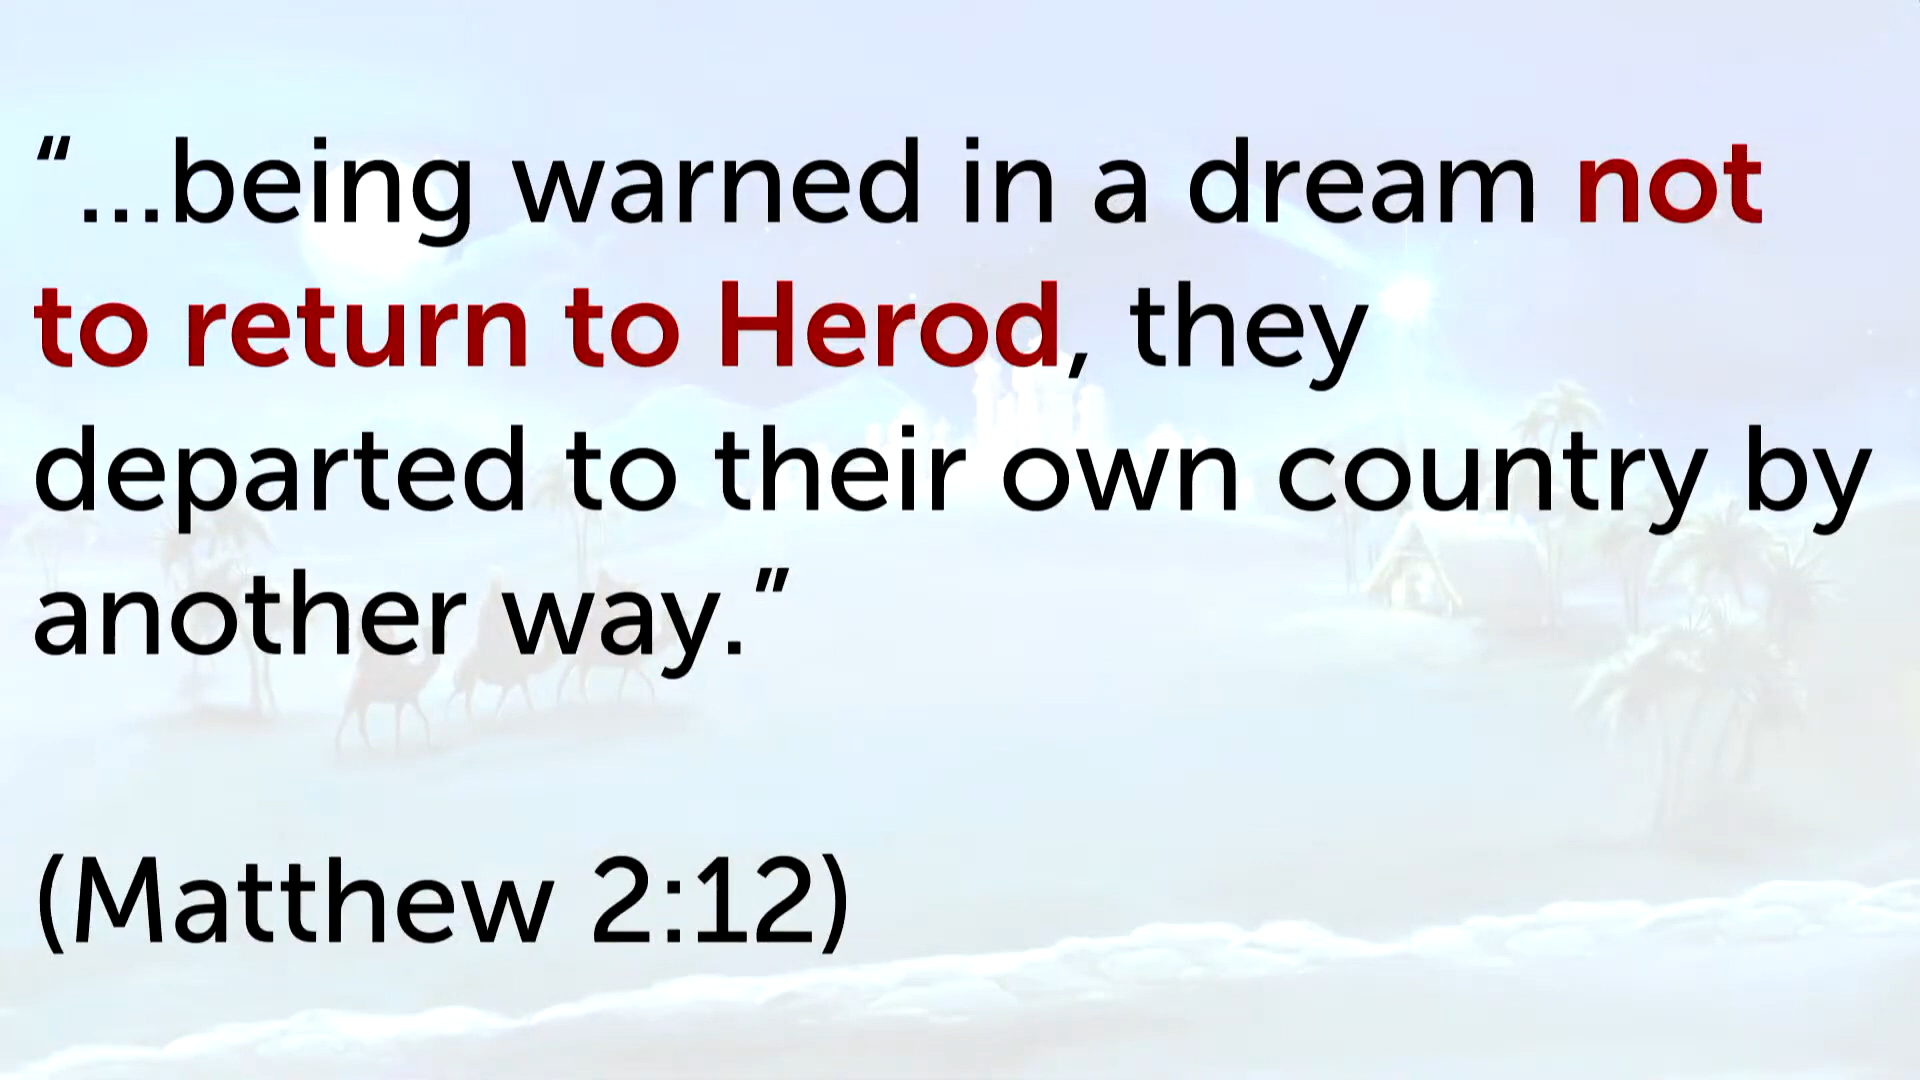 “...being warned in a dream not
to return to Herod, they
departed to their own country by
another way.”
(Matthew 2:12)